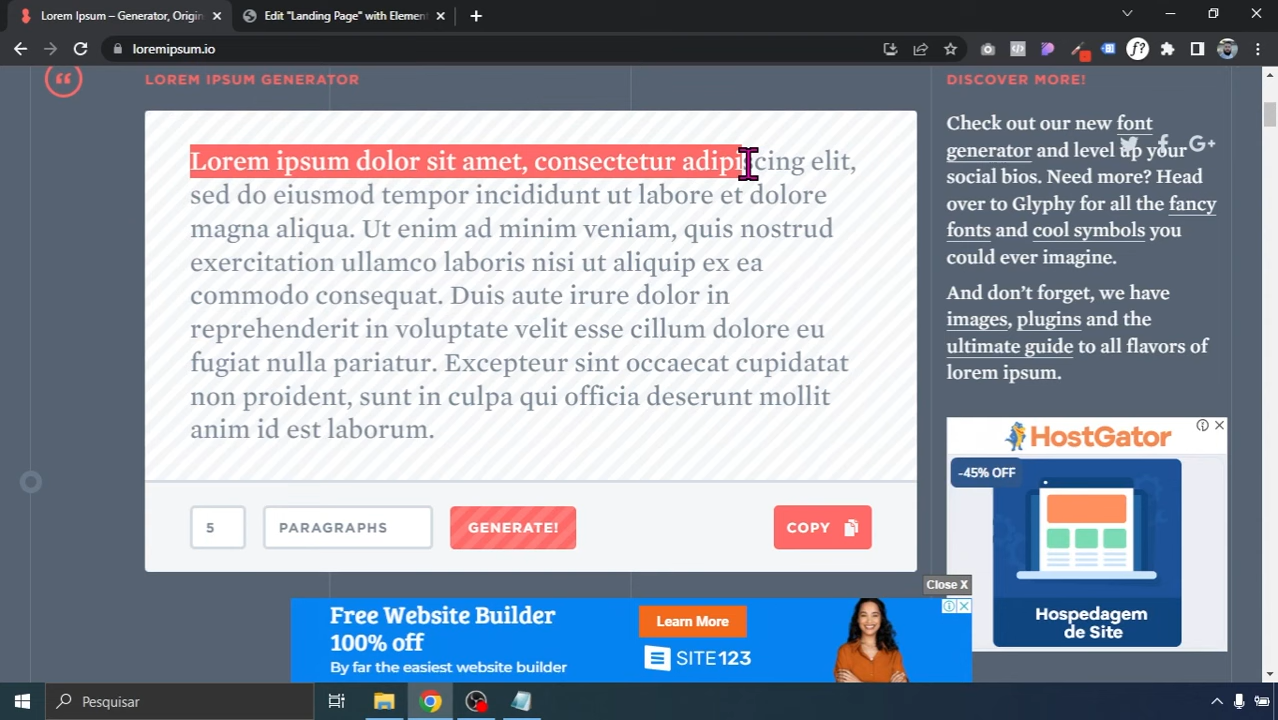 Lorem Ipsum – Generator, Origin
Edit "Landing Page" with Element
loremipsum.io
LOREM IPSUM GENERATOR
DISCOVER MORE!
Lorem ipsum dolor sit amet, consectetur adipiscing elit,
sed do eiusmod tempor incididunt ut labore et dolore
magna aliqua. Ut enim ad minim veniam, quis nostrud
exercitation ullamco laboris nisi ut aliquip ex ea
commodo consequat. Duis aute irure dolor in
reprehenderit in voluptate velit esse cillum dolore eu
fugiat nulla pariatur. Excepteur sint occaecat cupidatat
non proident, sunt in culpa qui officia deserunt mollit
anim id est laborum.
5
PARAGRAPHS
GENERATE!
COPY
Check out our new font
generator and level up your
social bios. Need more? Head
over to Glyphy for all the fancy
fonts and cool symbols you
could ever imagine.
And don't forget, we have
images, plugins and the
ultimate guide to all flavors of
lorem ipsum.
HostGator
-45% OFF
Hospedagem
de Site
Close X
Free Website Builder
100% off
By far the easiest website builder
Learn More
SITE123
Pesquisar